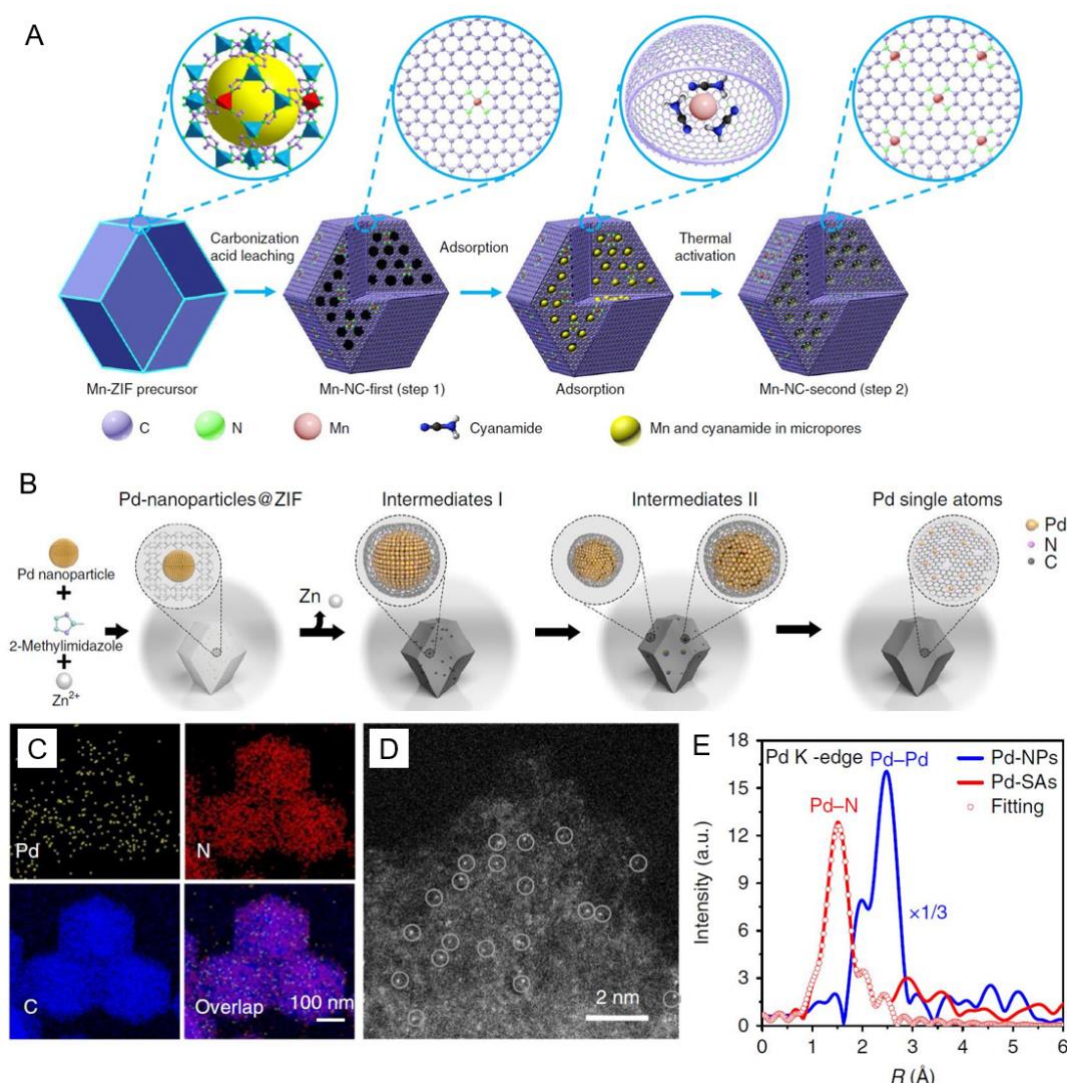 A
Carbonization
acid leaching
Adsorption
Thermal
activation
Mn-ZIF precursor
Mn-NC-first (step 1)
Adsorption
Mn-NC-second (step 2)
C
N
Mn
Cyanamide
Mn and cyanamide in micropores
B
Pd-nanoparticles@ZIF
Intermediates I
Intermediates II
Pd single atoms
Pd nanoparticle
+
2-Methylimidazole
+
Zn²⁺
Zn
Pd
N
C
C
Pd
N
C
Overlap
100 nm
D
2 nm
E
Pd K -edge
Pd–Pd
Pd–N
Pd-NPs
Pd-SAs
Fitting
×1/3
Intensity (a.u.)
18
15
12
9
6
3
0
0 1 2 3 4 5 6
R (Å)